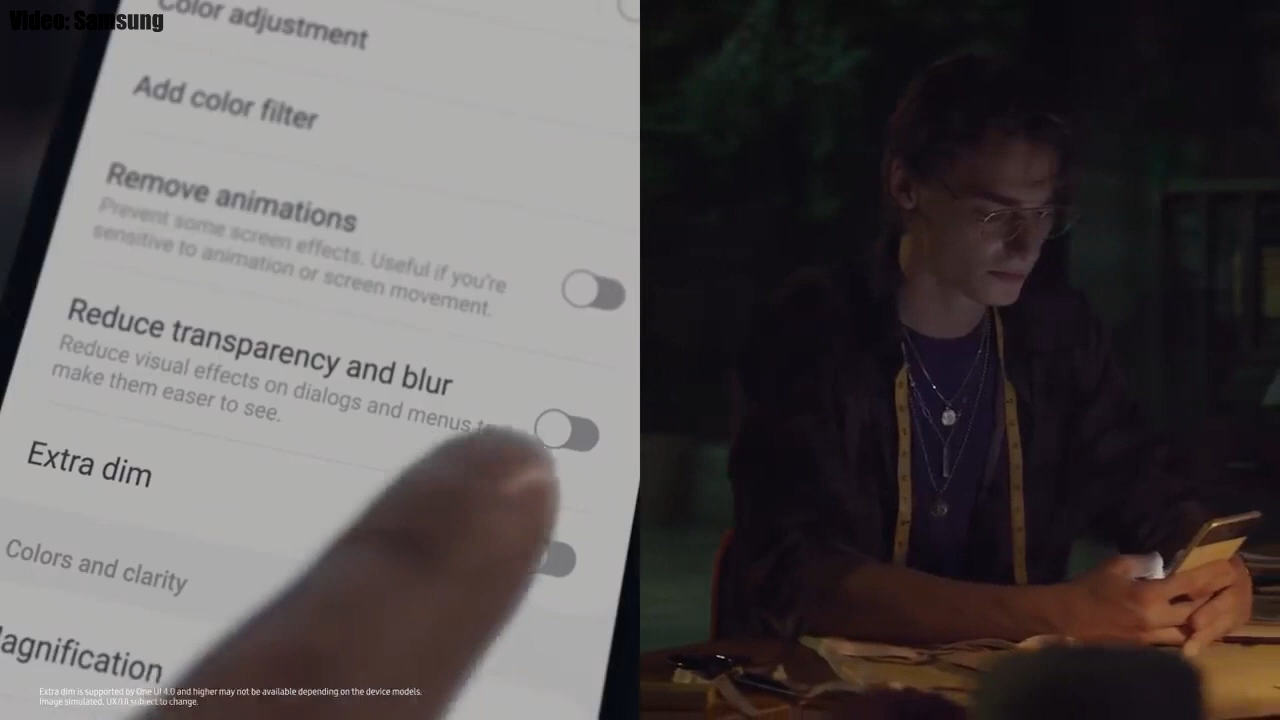 Video: Samsung
Color adjustment
Add color filter
Remove animations
Prevent some screen effects. Useful if you're
sensitive to animation or screen movement.
Reduce transparency and blur
Reduce visual effects on dialogs and menus to
make them easier to see.
Extra dim
Colors and clarity
Magnification
Extra dim is supported by One UI 4.0 and higher may not be available depending on the device models.
Image simulated. UX/UI subject to change.